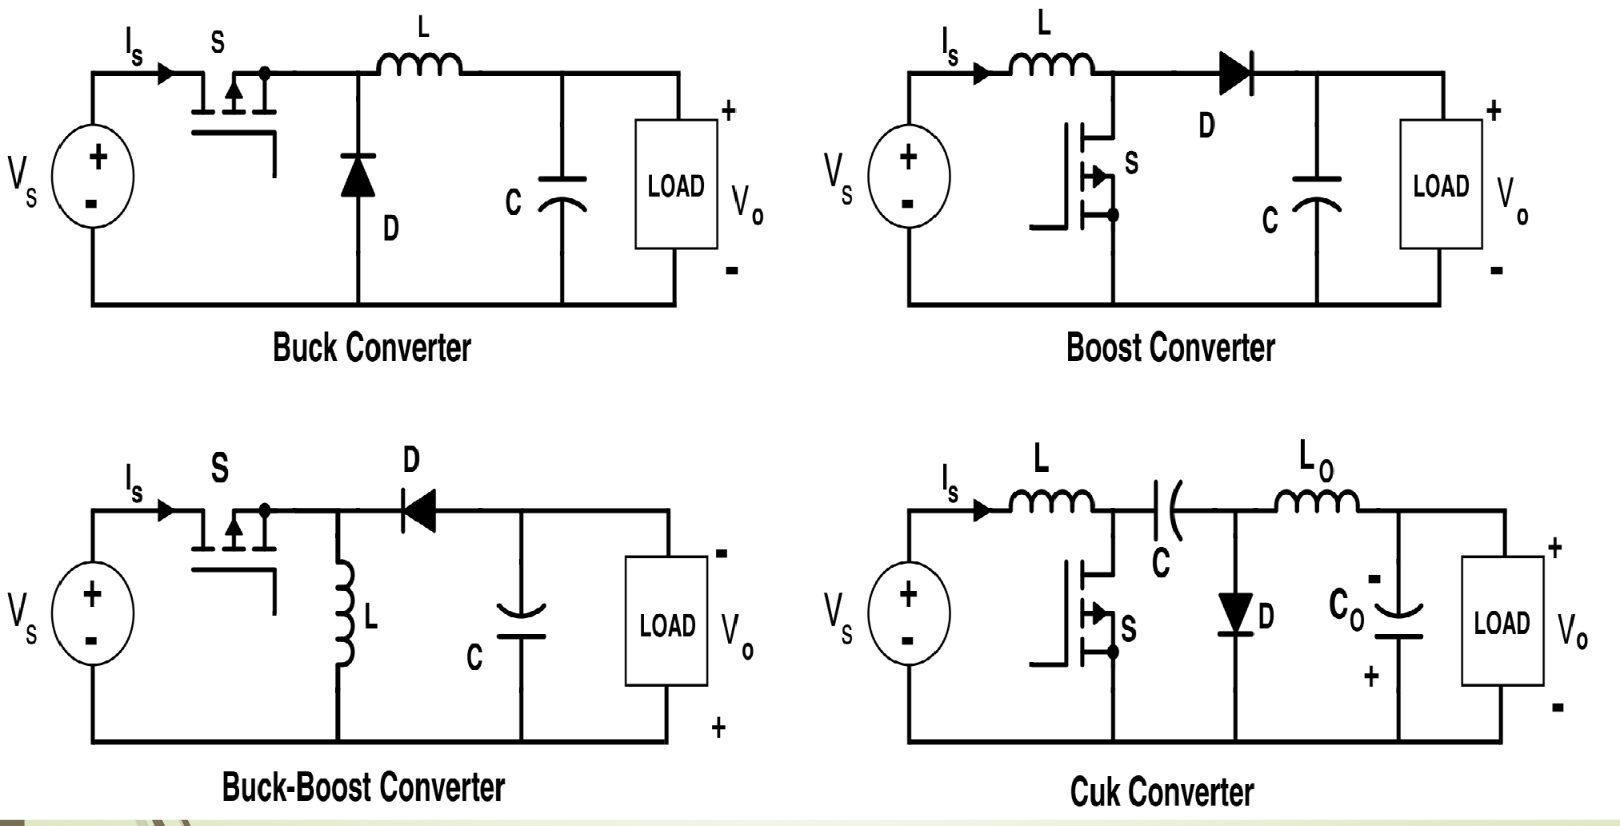 I_s S L
V_s + - D C LOAD + V_o -
Buck Converter
I_s L D
V_s + - S C LOAD + V_o -
Boost Converter
I_s S D
V_s + - L C LOAD - V_o +
Buck-Boost Converter
I_s L C L_O
V_s + - S D - C_O + LOAD + V_o -
Cuk Converter